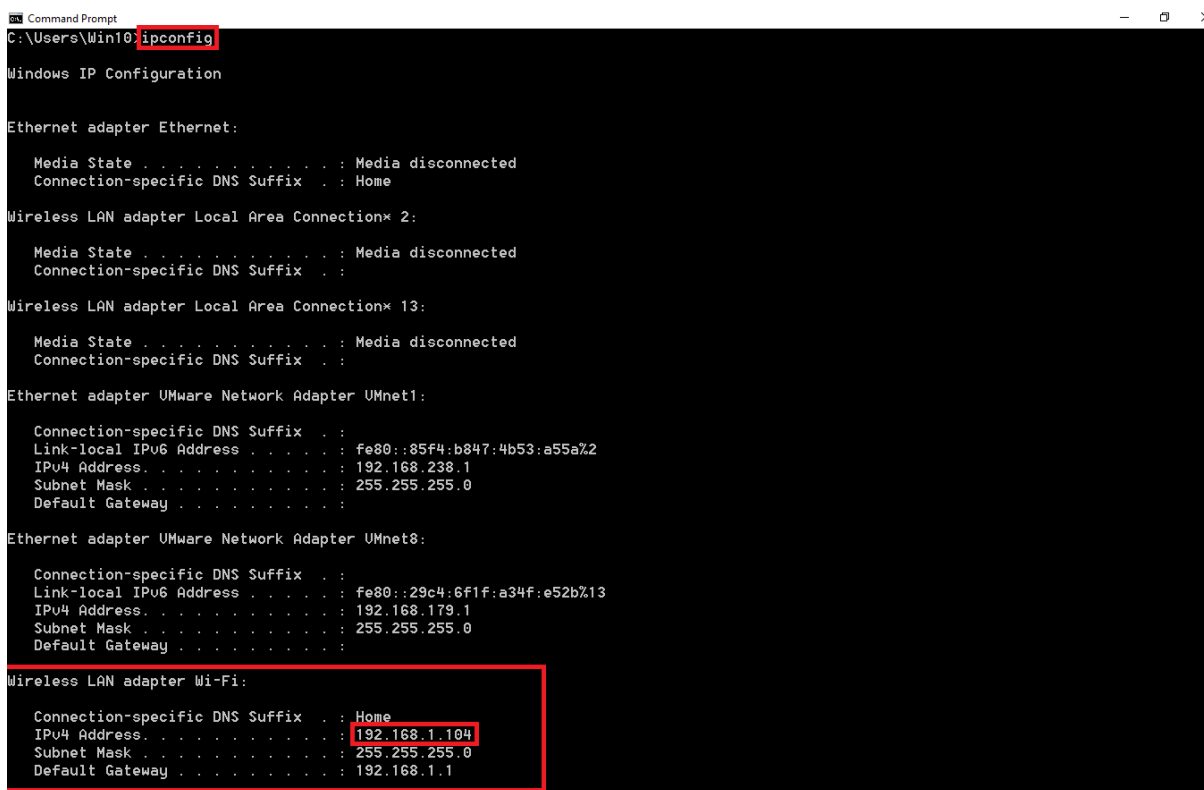 Command Prompt
C:\Users\Win10>ipconfig
Windows IP Configuration
Ethernet adapter Ethernet:
Media State . . . . . . . . . . . : Media disconnected
Connection-specific DNS Suffix  . : Home
Wireless LAN adapter Local Area Connection* 2:
Media State . . . . . . . . . . . : Media disconnected
Connection-specific DNS Suffix  . :
Wireless LAN adapter Local Area Connection* 13:
Media State . . . . . . . . . . . : Media disconnected
Connection-specific DNS Suffix  . :
Ethernet adapter VMware Network Adapter VMnet1:
Connection-specific DNS Suffix  . :
Link-local IPv6 Address . . . . . : fe80::85f4:b847:4b53:a55a%2
IPv4 Address. . . . . . . . . . . : 192.168.238.1
Subnet Mask . . . . . . . . . . . : 255.255.255.0
Default Gateway . . . . . . . . . :
Ethernet adapter VMware Network Adapter VMnet8:
Connection-specific DNS Suffix  . :
Link-local IPv6 Address . . . . . : fe80::29c4:6f1f:a34f:e52b%13
IPv4 Address. . . . . . . . . . . : 192.168.179.1
Subnet Mask . . . . . . . . . . . : 255.255.255.0
Default Gateway . . . . . . . . . :
Wireless LAN adapter Wi-Fi:
Connection-specific DNS Suffix  . : Home
IPv4 Address. . . . . . . . . . . : 192.168.1.104
Subnet Mask . . . . . . . . . . . : 255.255.255.0
Default Gateway . . . . . . . . . : 192.168.1.1